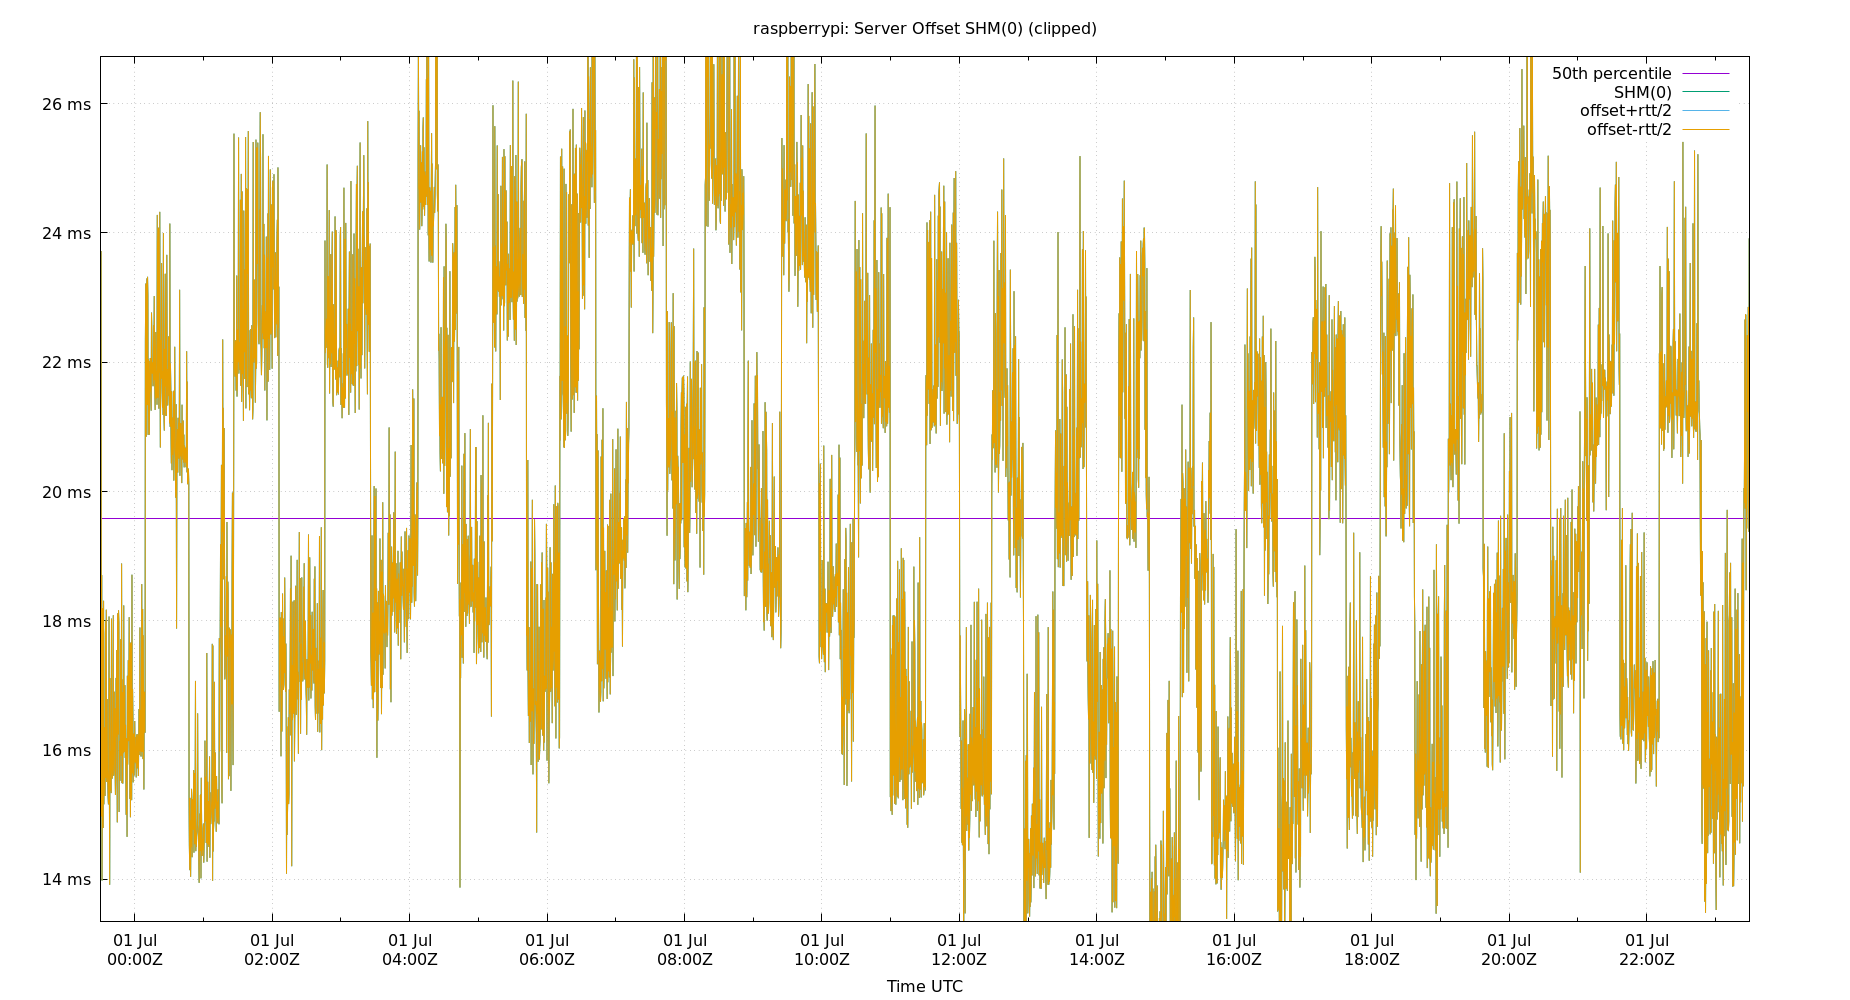 raspberrypi: Server Offset SHM(0) (clipped)
50th percentile
SHM(0)
offset+rtt/2
offset-rtt/2
26 ms
24 ms
22 ms
20 ms
18 ms
16 ms
14 ms
01 Jul 01 Jul 01 Jul 01 Jul 01 Jul 01 Jul 01 Jul 01 Jul 01 Jul 01 Jul 01 Jul 01 Jul
00:00Z 02:00Z 04:00Z 06:00Z 08:00Z 10:00Z 12:00Z 14:00Z 16:00Z 18:00Z 20:00Z 22:00Z
Time UTC